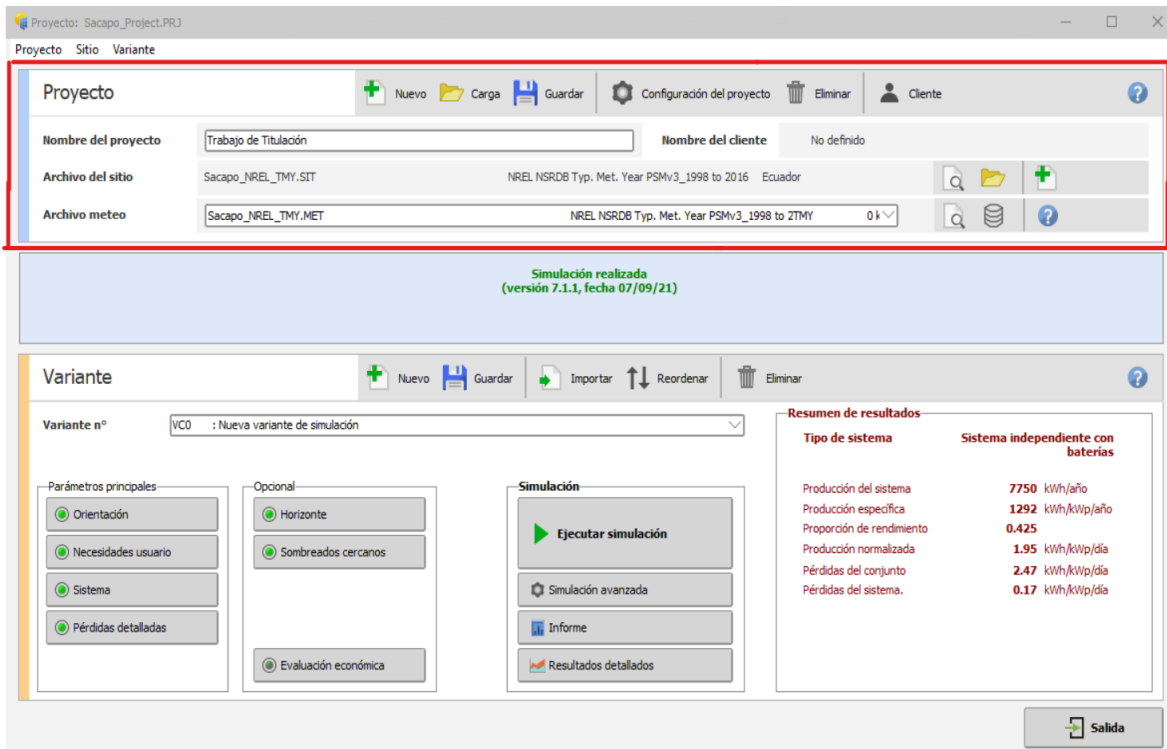 Proyecto: Sacapo_Project.PRJ
Proyecto Sitio Variante
Proyecto Nuevo Carga Guardar Configuración del proyecto Eliminar Cliente ?
Nombre del proyecto Trabajo de Titulación Nombre del cliente No definido
Archivo del sitio Sacapo_NREL_TMY.SIT NREL NSRDB Typ. Met. Year PSMv3_1998 to 2016 Ecuador
Archivo meteo Sacapo_NREL_TMY.MET NREL NSRDB Typ. Met. Year PSMv3_1998 to 2TMY 0 k ?
Simulación realizada
(versión 7.1.1, fecha 07/09/21)
Variante Nuevo Guardar Importar Reordenar Eliminar ?
Variante n° VC0 : Nueva variante de simulación
Parámetros principales
Orientación
Necesidades usuario
Sistema
Pérdidas detalladas
Opcional
Horizonte
Sombreados cercanos
Evaluación económica
Simulación
Ejecutar simulación
Simulación avanzada
Informe
Resultados detallados
Resumen de resultados
Tipo de sistema Sistema independiente con
baterías
Producción del sistema 7750 kWh/año
Producción específica 1292 kWh/kWp/año
Proporción de rendimiento 0.425
Producción normalizada 1.95 kWh/kWp/día
Pérdidas del conjunto 2.47 kWh/kWp/día
Pérdidas del sistema. 0.17 kWh/kWp/día
Salida